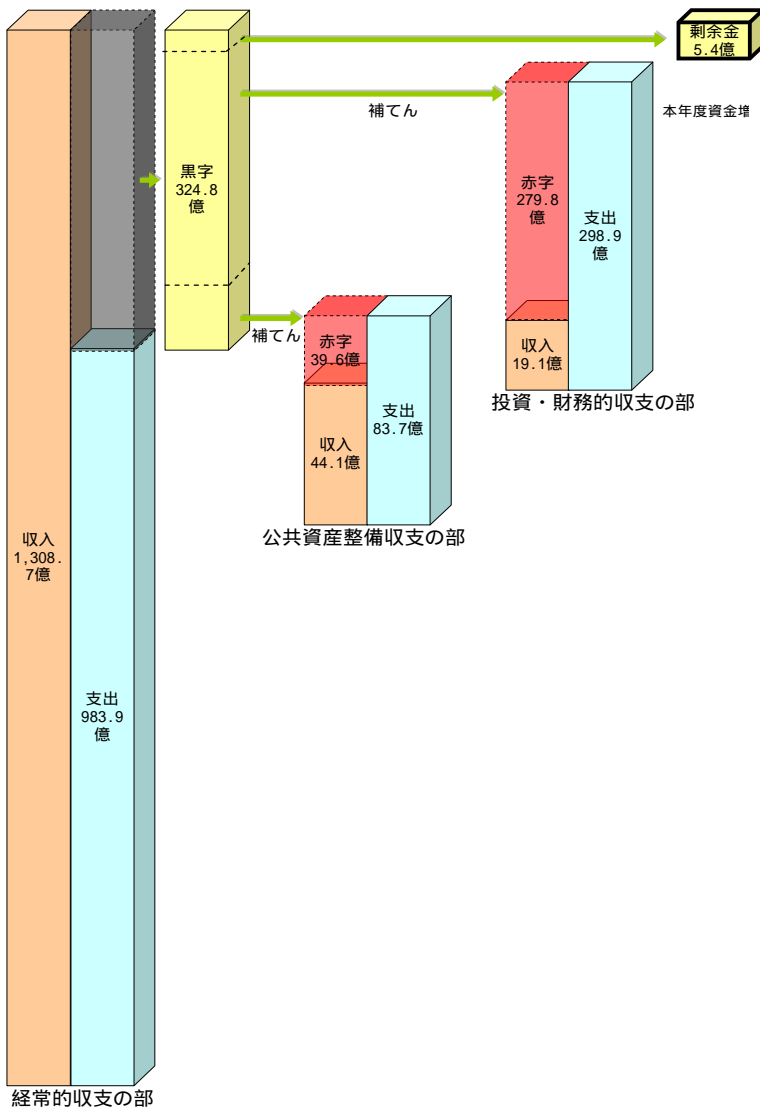 剰余金
5.4億
補てん
本年度資金増
黒字
324.8
億
赤字
279.8
億
支出
298.9
億
補てん
赤字
39.6億
収入
19.1億
投資・財務的収支の部
支出
83.7億
収入
44.1億
公共資産整備収支の部
収入
1,308.
7億
支出
983.9
億
経常的収支の部